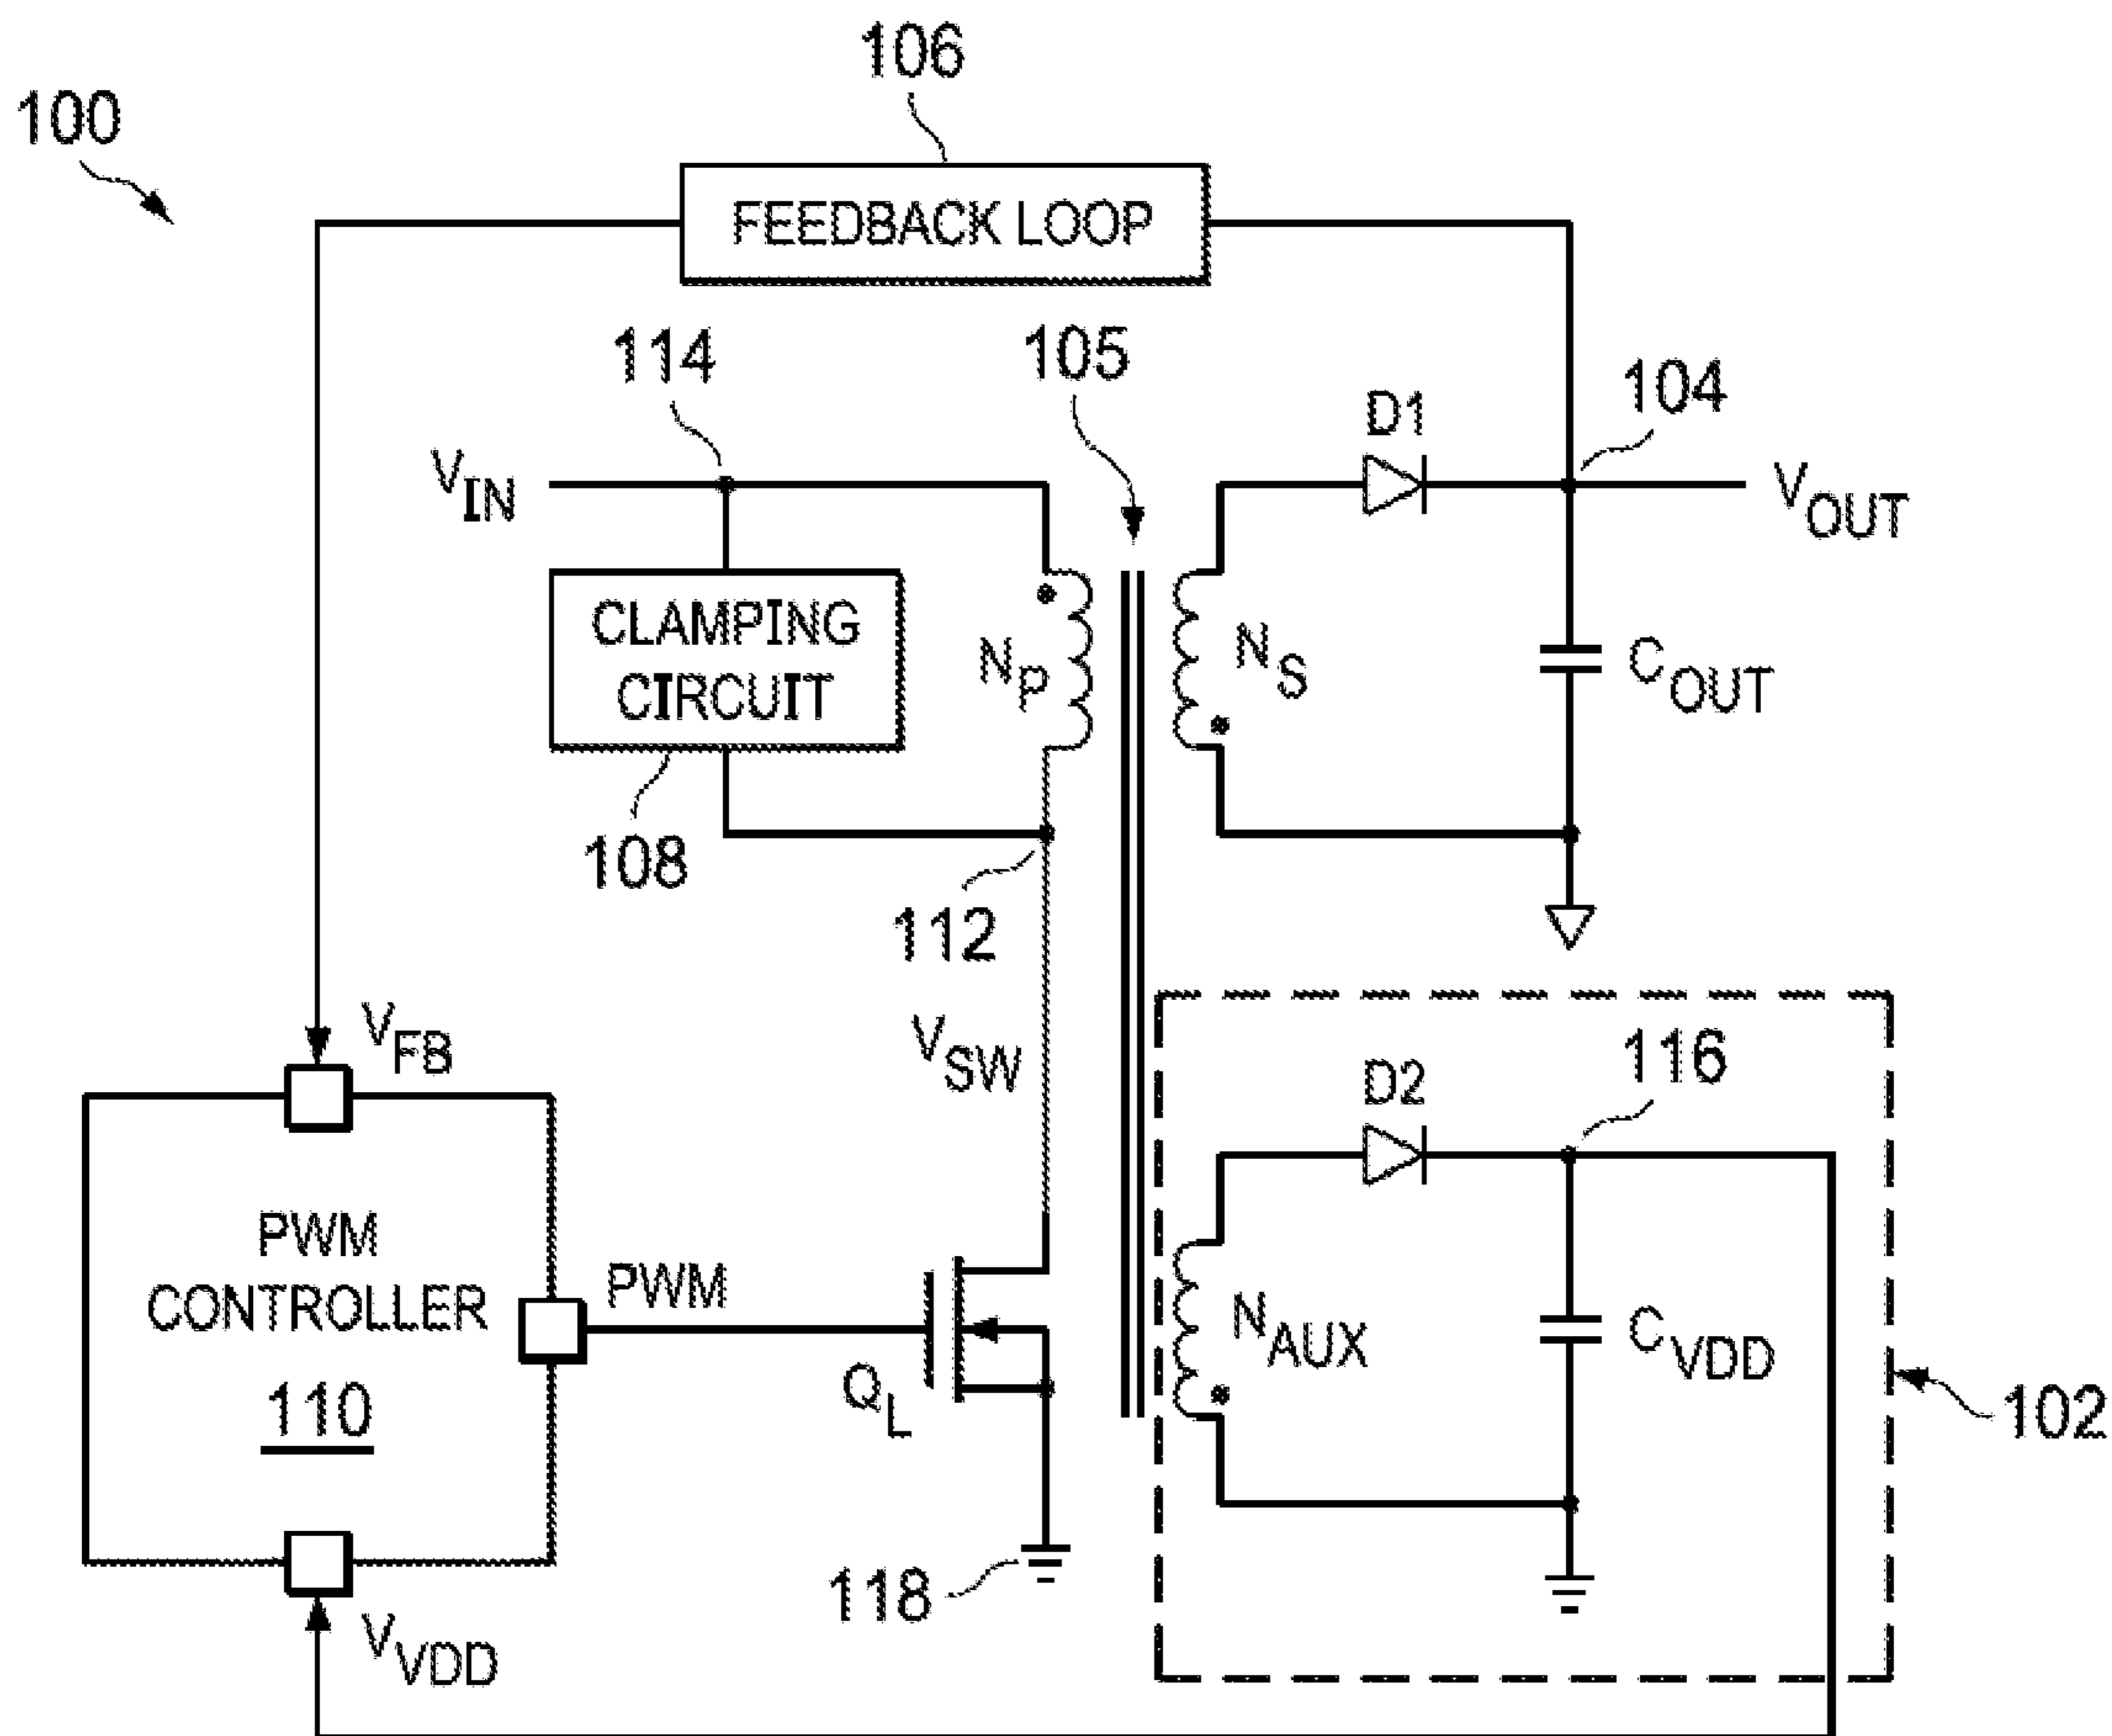 106
100
FEEDBACK LOOP
114
105
104
D1
VIN
VOUT
CLAMPING
CIRCUIT
NP
NS
COUT
108
112
VFB
VSW
116
D2
PWM
CONTROLLER
110
PWM
NAUX
CVDD
QL
102
118
VVDD